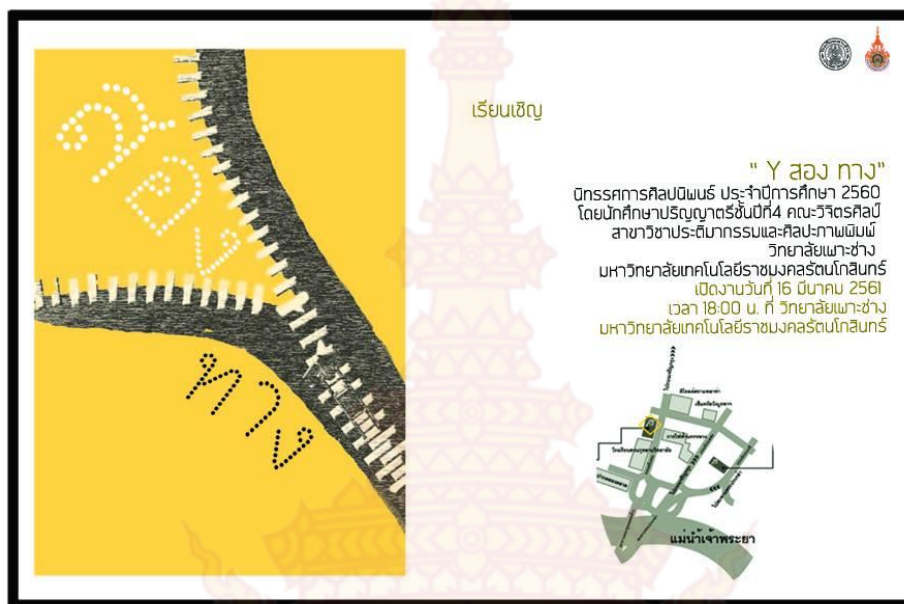 สอง
ทาง
เรียนเชิญ
" Y สอง ทาง"
นิทรรศการศิลปนิพนธ์ ประจำปีการศึกษา 2560
โดยนักศึกษาปริญญาตรีชั้นปีที่4 คณะวิจิตรศิลป์
สาขาวิชาประติมากรรมและศิลปะภาพพิมพ์
วิทยาลัยเพาะช่าง
มหาวิทยาลัยเทคโนโลยีราชมงคลรัตนโกสินทร์
เปิดงานวันที่ 16 มีนาคม 2561
เวลา 18:00 น. ที่ วิทยาลัยเพาะช่าง
มหาวิทยาลัยเทคโนโลยีราชมงคลรัตนโกสินทร์
แม่น้ำเจ้าพระยา